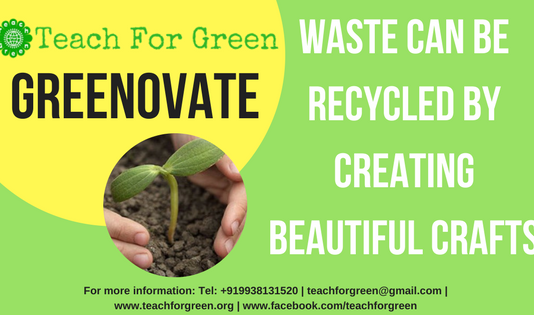 Teach For Green
GREENOVATE
WASTE CAN BE
RECYCLED BY
CREATING
BEAUTIFUL CRAFTS
For more information: Tel: +919938131520 | teachforgreen@gmail.com |
www.teachforgreen.org | www.facebook.com/teachforgreen